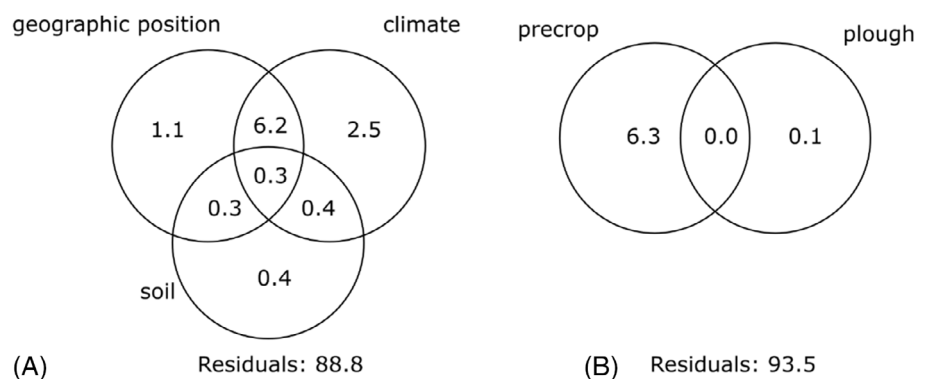 geographic position
climate
1.1
6.2
2.5
0.3
0.3
0.4
0.4
soil
(A)
Residuals: 88.8
precrop
plough
6.3
0.0
0.1
(B)
Residuals: 93.5